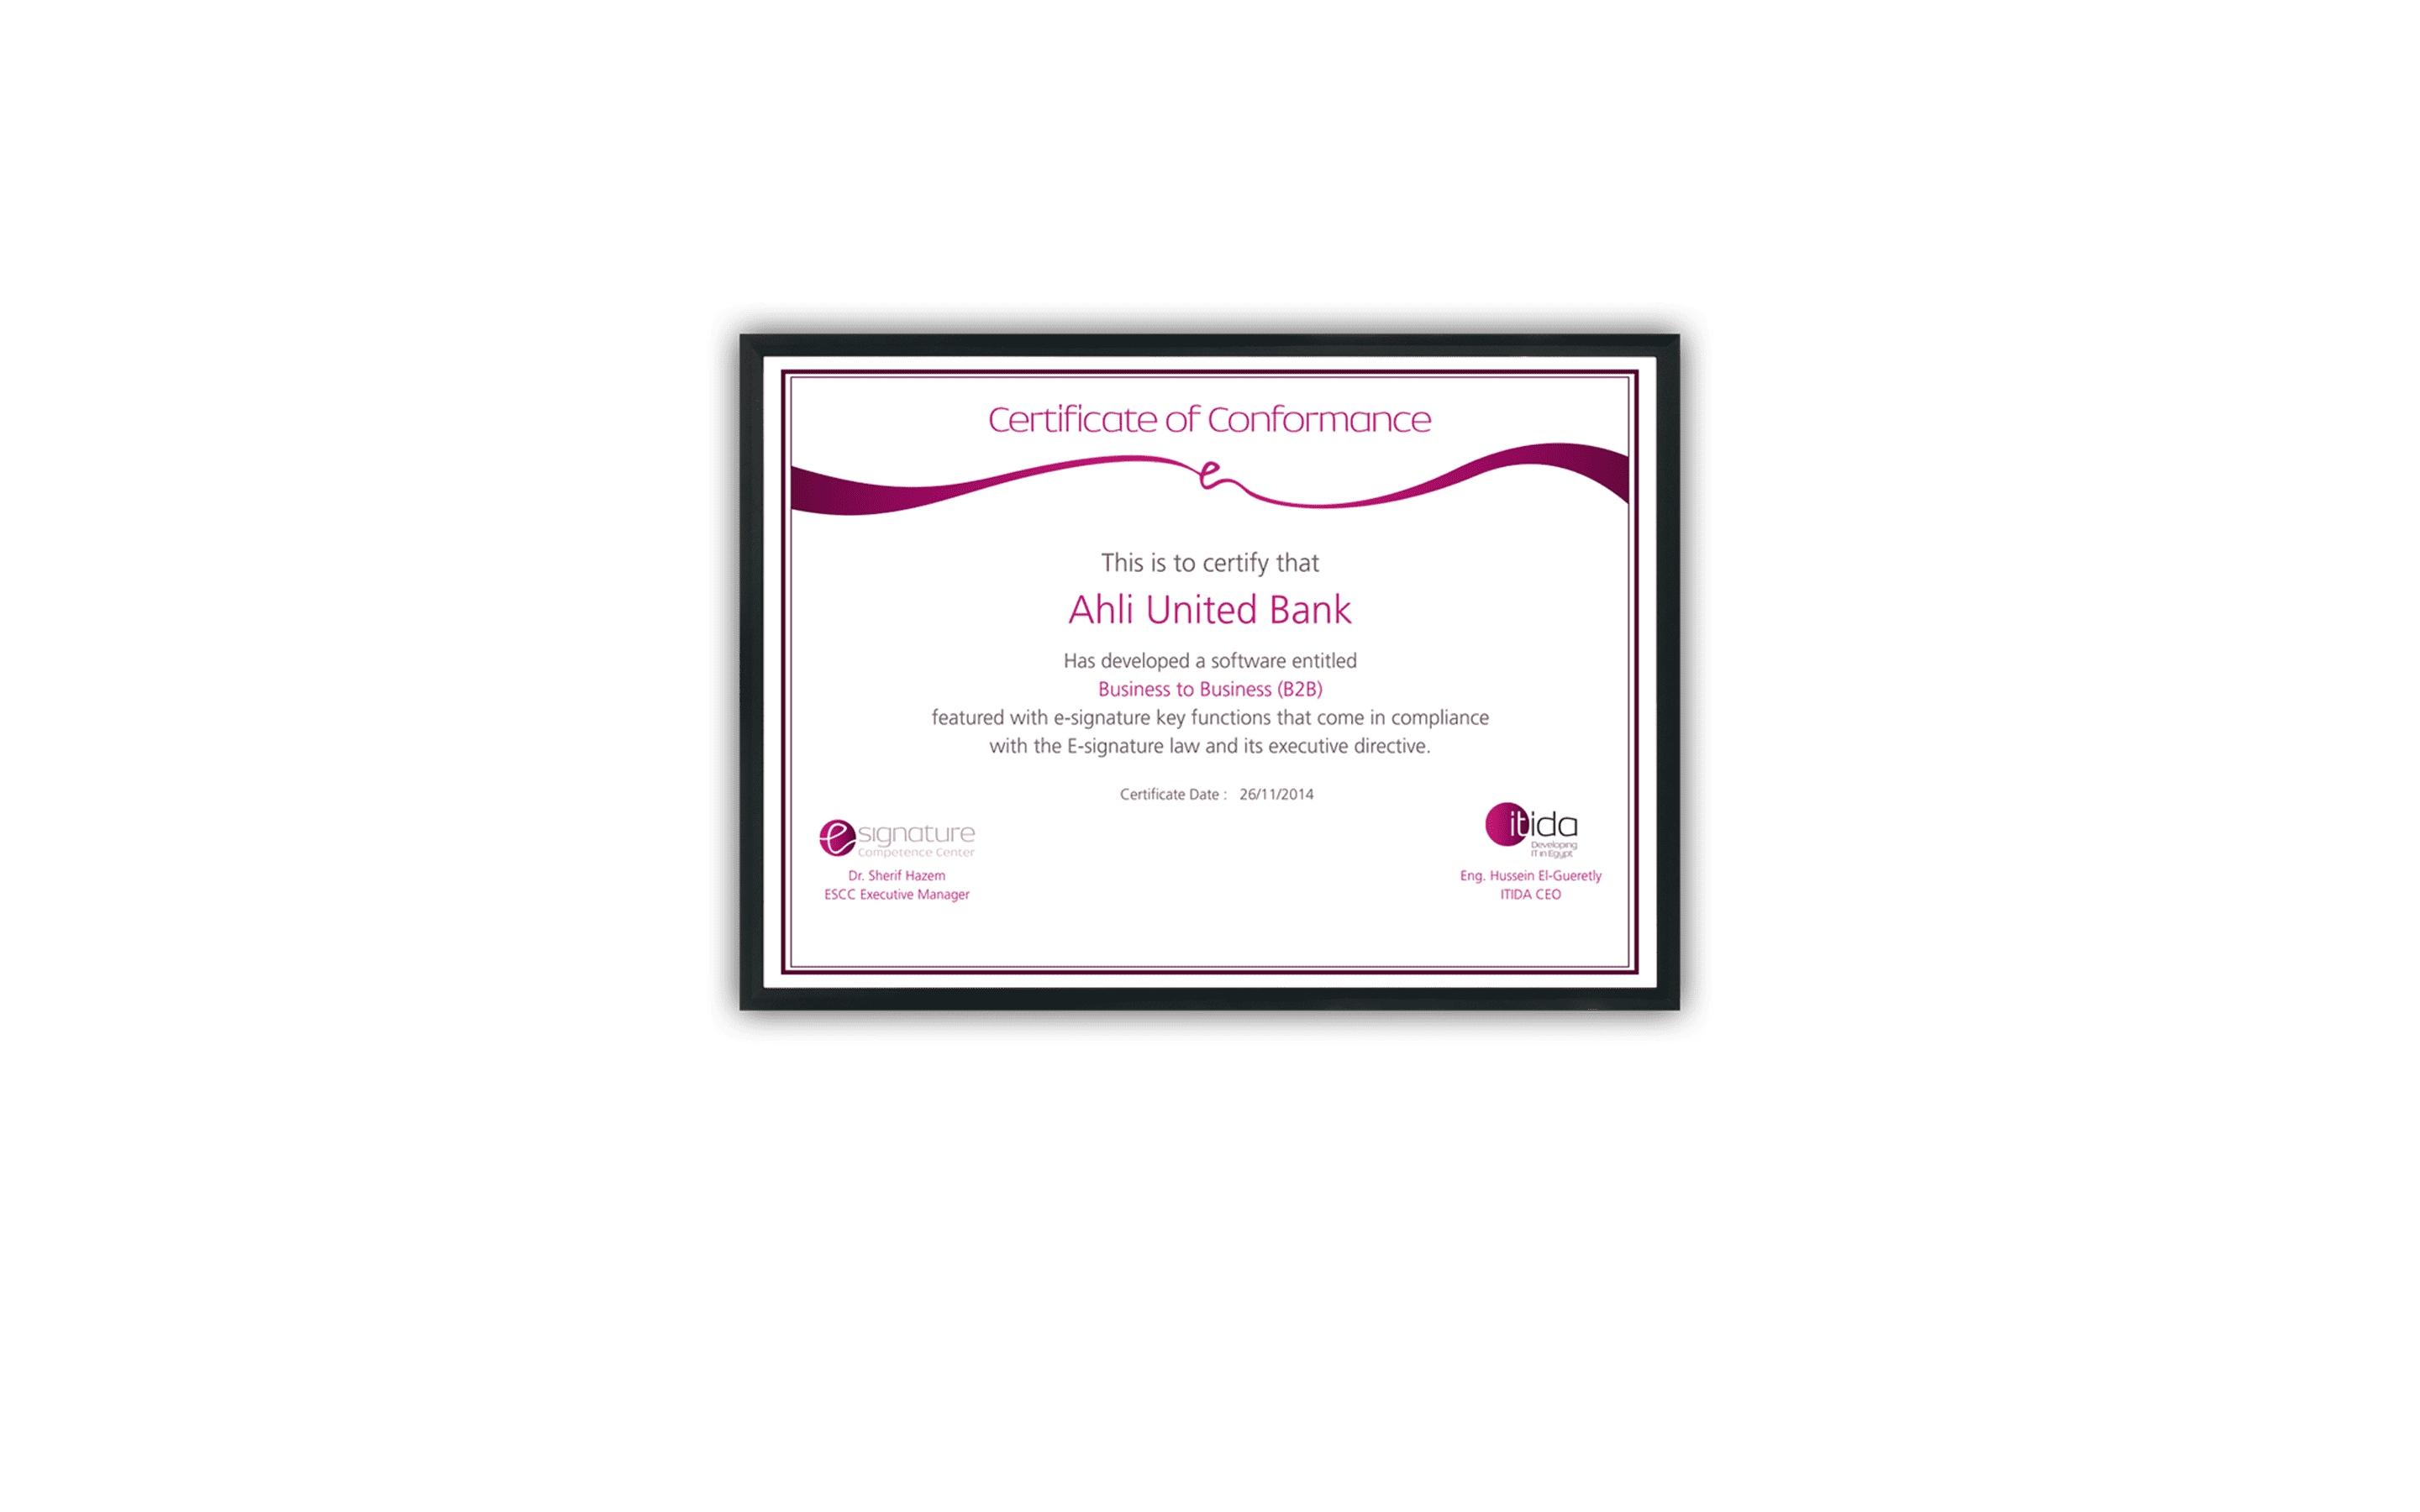 Certificate of Conformance
e
This is to certify that
Ahli United Bank
Has developed a software entitled
Business to Business (B2B)
featured with e-signature key functions that come in compliance
with the E-signature law and its executive directive.
Certificate Date : 26/11/2014
e signature
Competence Center
Dr. Sherif Hazem
ESCC Executive Manager
itida
Developing
IT in Egypt
Eng. Hussein El-Gueretly
ITIDA CEO